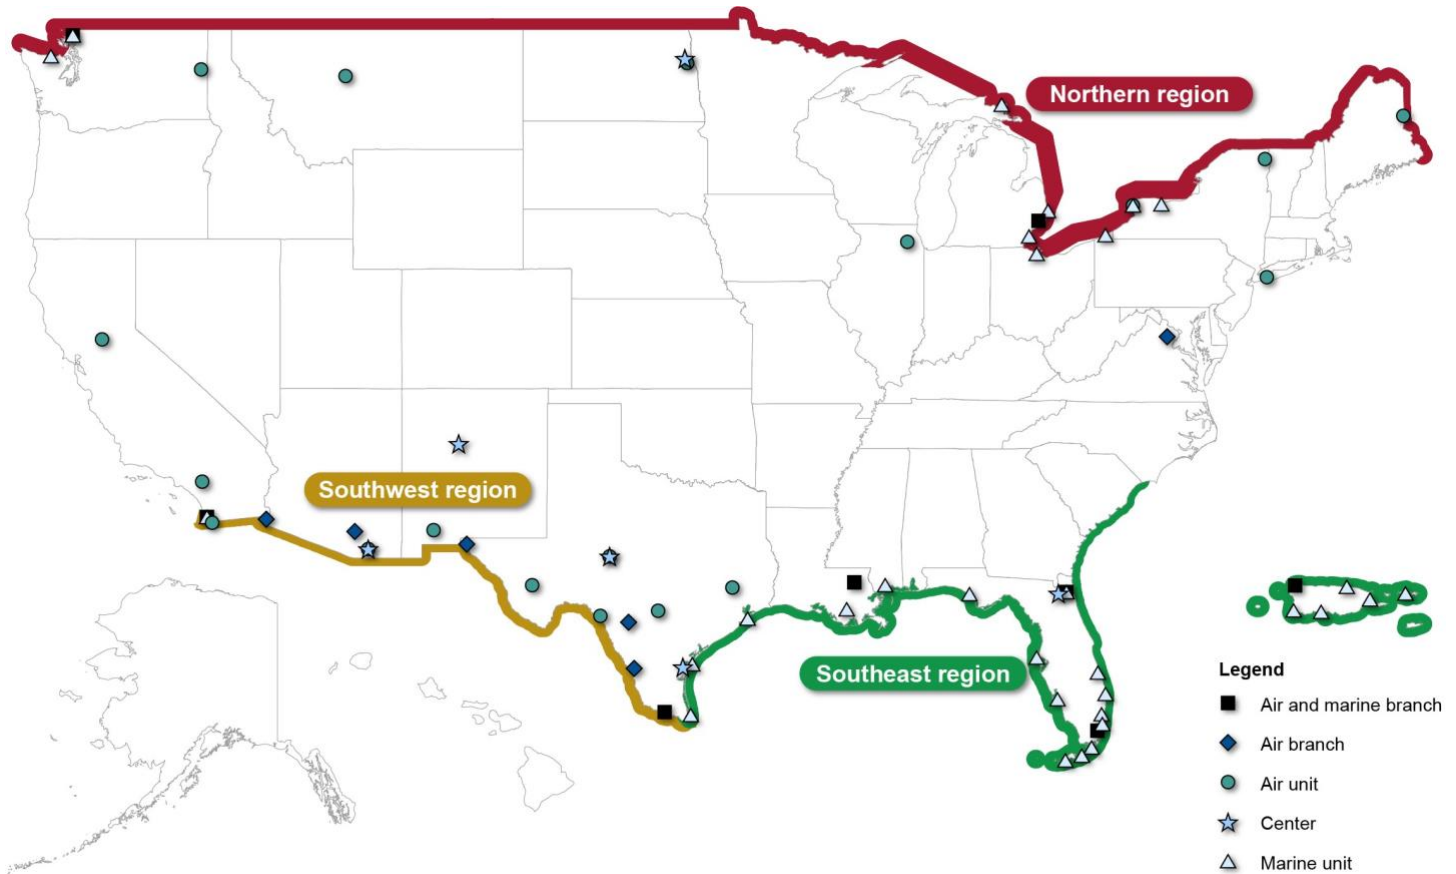 Northern region
Southwest region
Southeast region
Legend
Air and marine branch
Air branch
Air unit
Center
Marine unit